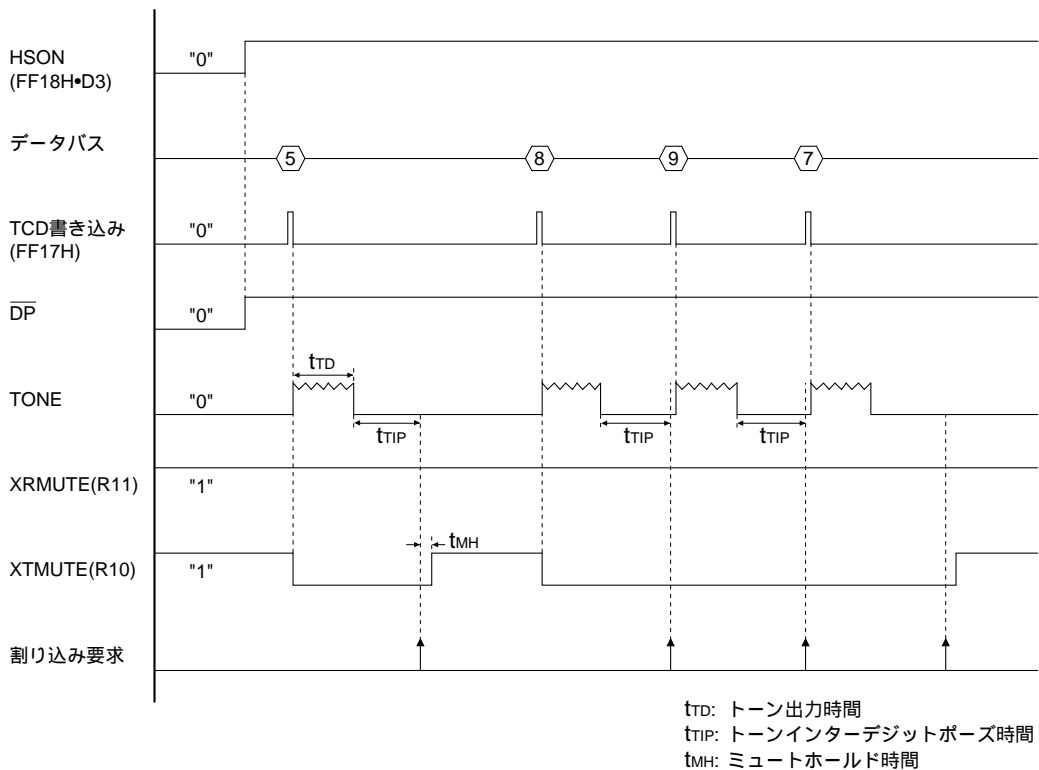 HSON "0"
(FF18H•D3)
データバス 5 8 9 7
TCD書き込み "0"
(FF17H)
DP "0"
tTD
TONE "0"
tTIP tTIP tTIP
XRMUTE(R11) "1"
tMH
XTMUTE(R10) "1"
割り込み要求
tTD: トーン出力時間
tTIP: トーンインターデジットポーズ時間
tMH: ミュートホールド時間